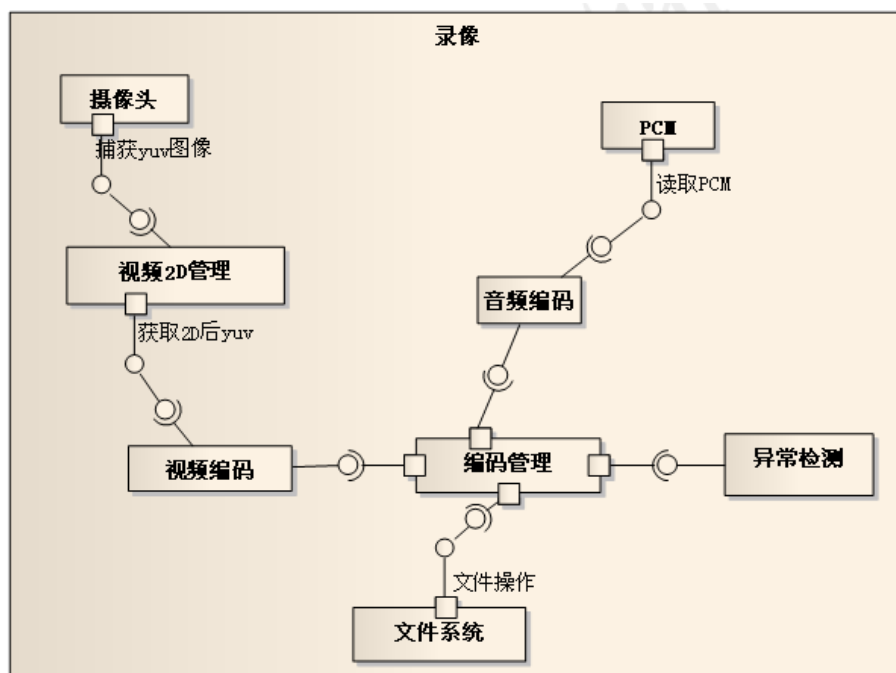 录像
摄像头
PCM
捕获yuv图像
读取PCM
视频2D管理
音频编码
获取2D后yuv
视频编码
编码管理
异常检测
文件操作
文件系统